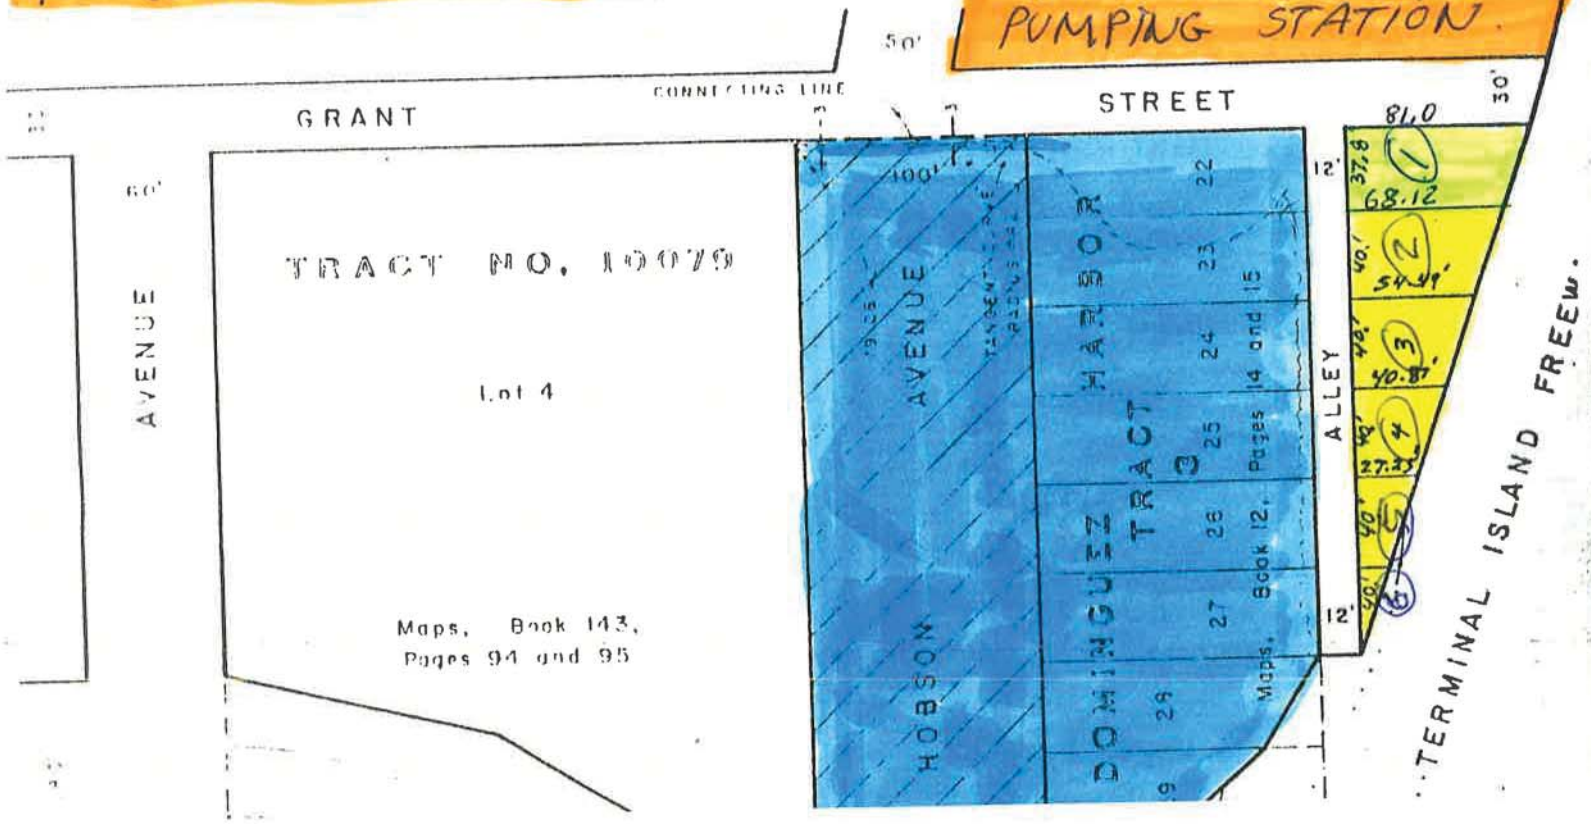 PUMPING STATION.
50'
CONNECTING LINE
GRANT
STREET
30'
81.0
60'
100'
12'
37.8
1
68.12
22
TRACT NO. 10079
AVENUE
Lot 4
Maps, Book 143,
Pages 94 and 95
HOBSON AVENUE
DOMINGUEZ HARBOR
TRACT
3
23
24
25
26
27
28
9
Maps, Book 12, Pages 14 and 15
ALLEY
12'
40.'
2
54.49'
40.'
3
40.87'
40'
4
40'
5
40'
6
TERMINAL ISLAND FREEW.